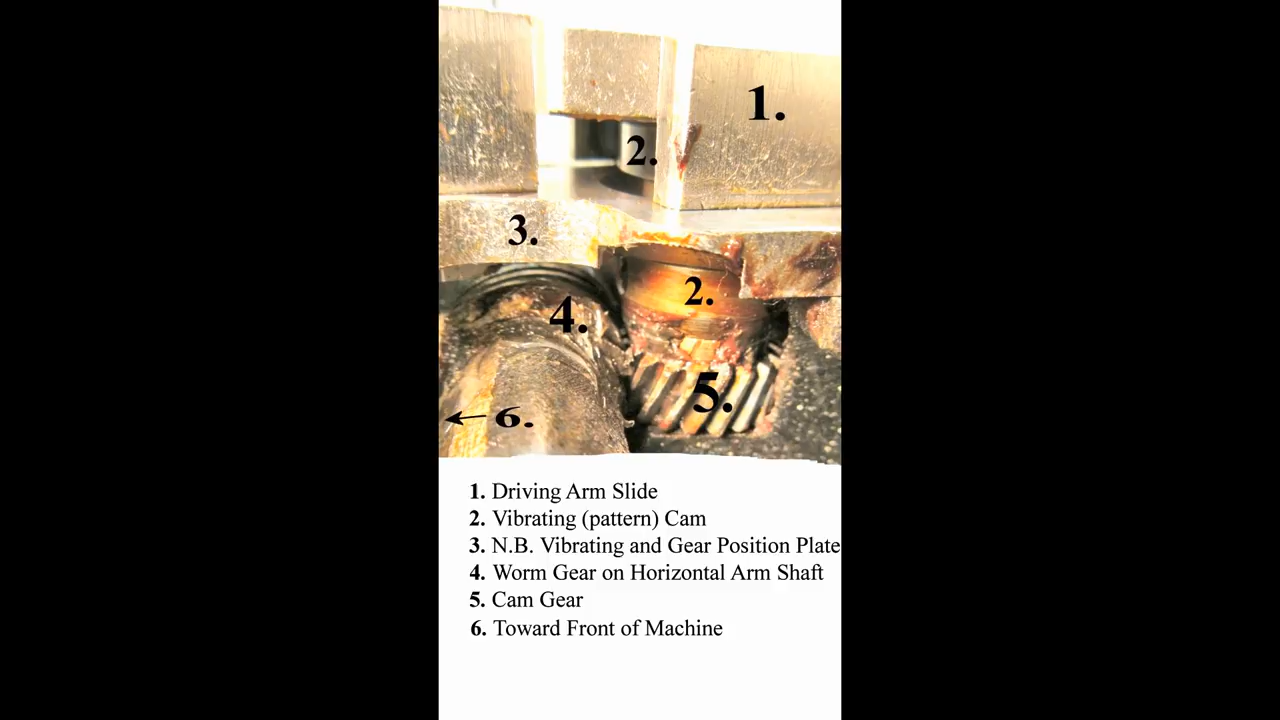 1.
2.
3.
2.
4.
5.
6.
1. Driving Arm Slide
2. Vibrating (pattern) Cam
3. N.B. Vibrating and Gear Position Plate
4. Worm Gear on Horizontal Arm Shaft
5. Cam Gear
6. Toward Front of Machine